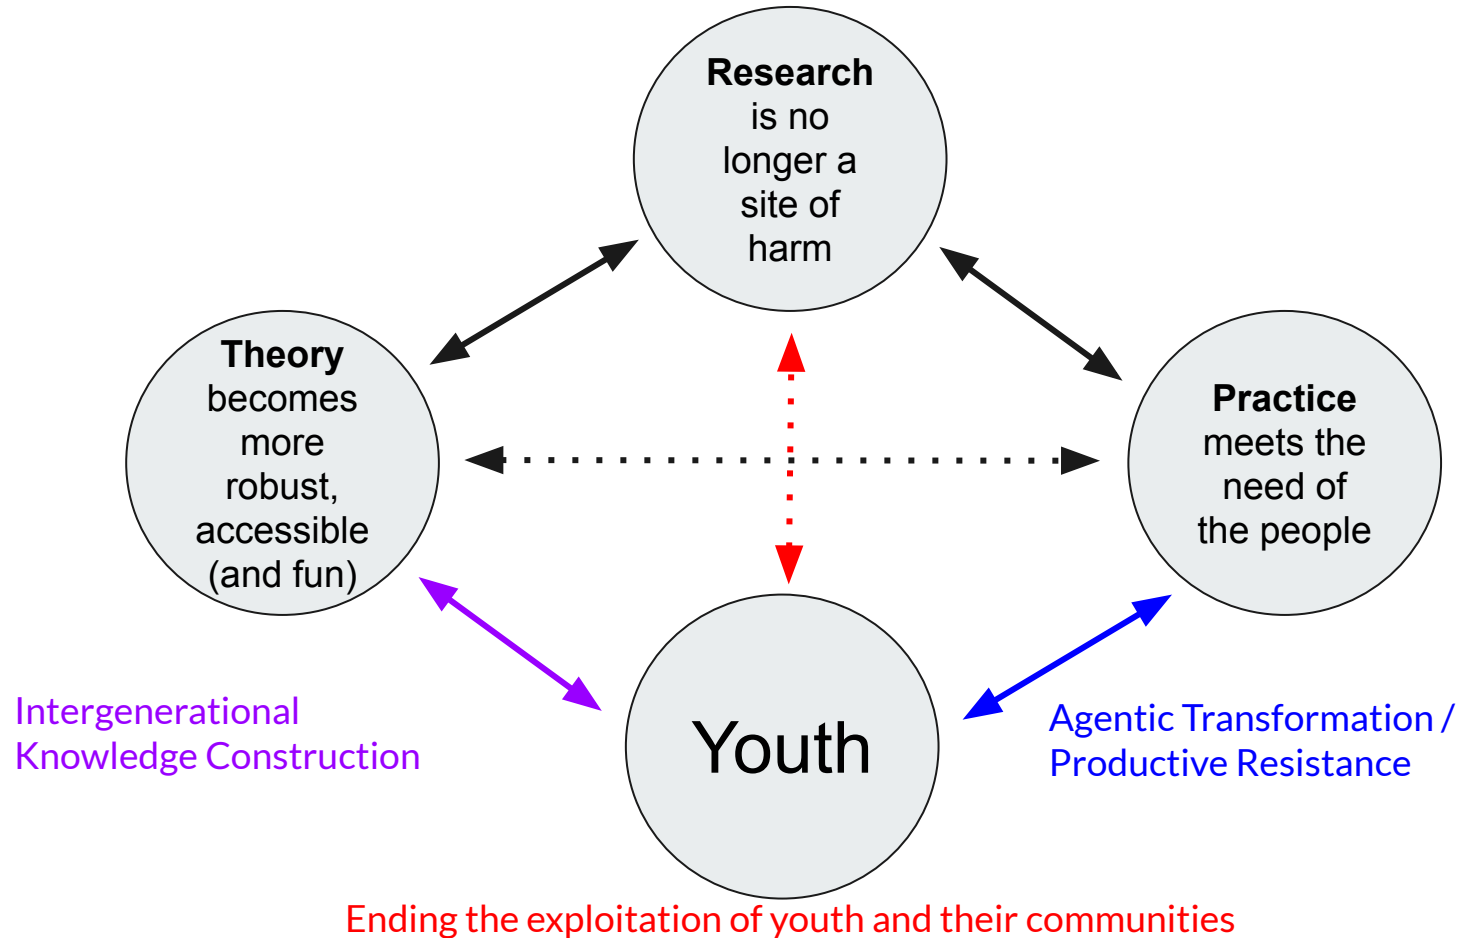 Research
is no
longer a
site of
harm
Theory
becomes
more
robust,
accessible
(and fun)
Practice
meets the
need of
the people
Youth
Intergenerational
Knowledge Construction
Agentic Transformation /
Productive Resistance
Ending the exploitation of youth and their communities